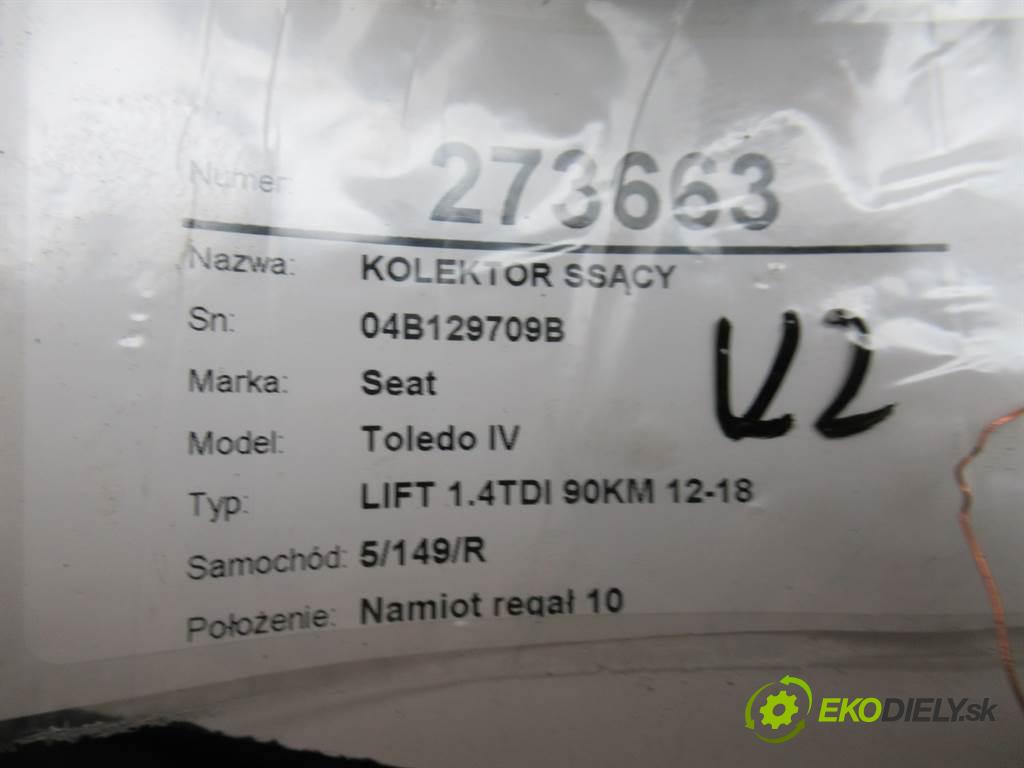 Numer: 273663
Nazwa: KOLEKTOR SSĄCY
Sn: 04B129709B
Marka: Seat
Model: Toledo IV
Typ: LIFT 1.4TDI 90KM 12-18
Samochód: 5/149/R
Położenie: Namiot regał 10
EKODIELY.sk